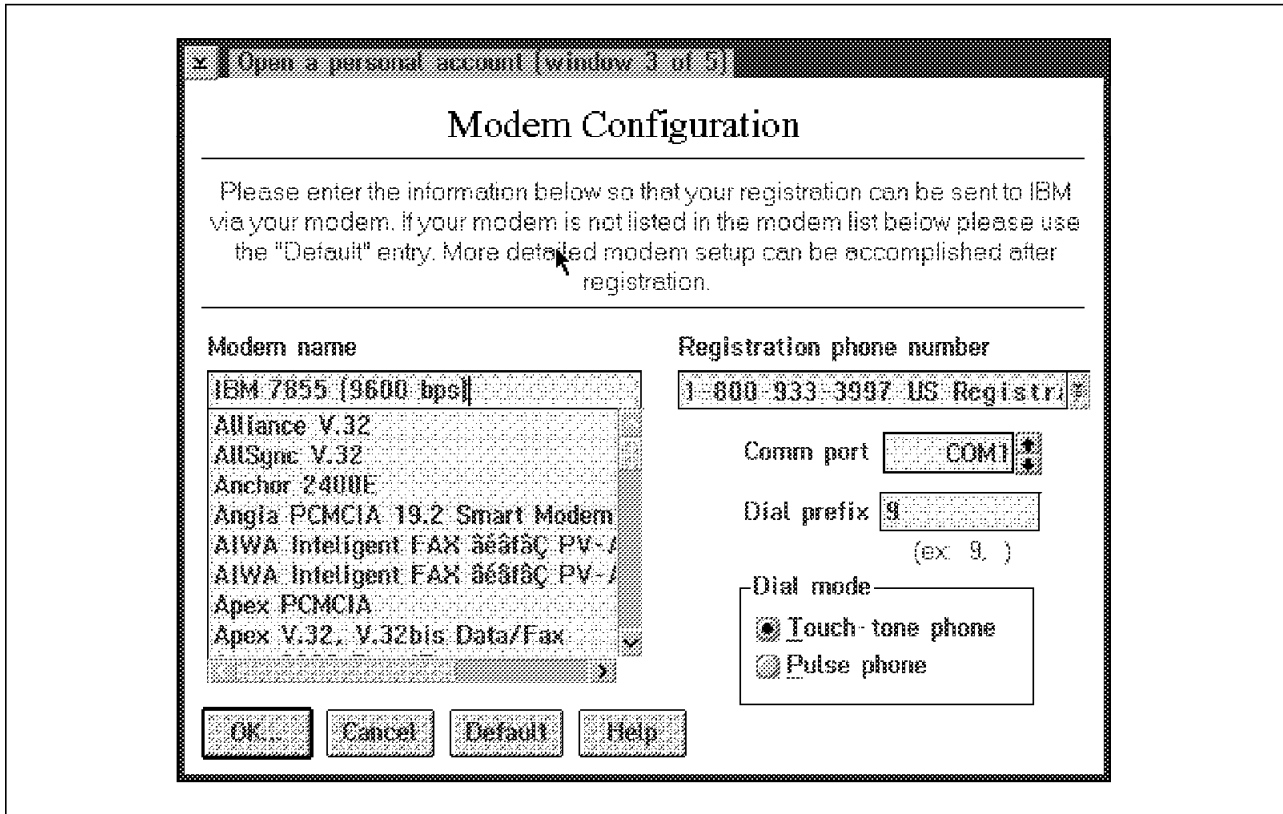 Open a personal account (window 3 of 5)
Modem Configuration
Please enter the information below so that your registration can be sent to IBM
via your modem. If your modem is not listed in the modem list below please use
the "Default" entry. More detailed modem setup can be accomplished after
registration.
Modem name
IBM 7855 (9600 bps)
Alliance V.32
AllSync V.32
Anchor 2400E
Angia PCMCIA 19.2 Smart Modem
AIWA Inteligent FAX âéâfâÇ PV-A
AIWA Inteligent FAX âéâfâÇ PV-A
Apex PCMCIA
Apex V.32, V.32bis Data/Fax
Registration phone number
1-800-933-3997 US Registra
Comm port COM1
Dial prefix 9
(ex: 9, )
Dial mode
Touch-tone phone
Pulse phone
OK... Cancel Default Help